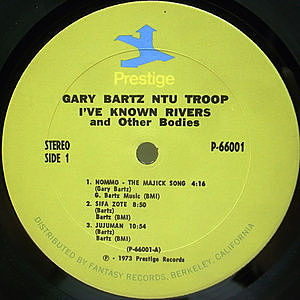 Prestige
GARY BARTZ NTU TROOP
I'VE KNOWN RIVERS
and Other Bodies
STEREO
SIDE 1
P-66001
1. NOMMO - THE MAJICK SONG 4:16
(Gary Bartz)
G. Bartz Music (BMI)
2. SIFA ZOTE 8:50
(Gary Bartz)
Bartz (BMI)
3. JUJUMAN 10:54
(Gary Bartz)
Bartz (BMI)
(P-66001-A)
℗ - 1973 Prestige Records
DISTRIBUTED BY FANTASY RECORDS, BERKELEY, CALIFORNIA